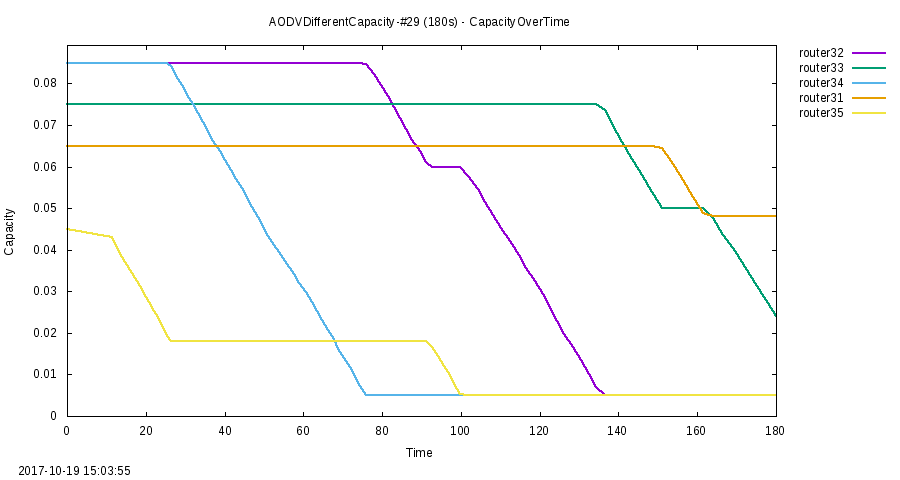 AODVDifferentCapacity-#29 (180s) - CapacityOverTime
router32
router33
router34
router31
router35
0.08
0.07
0.06
0.05
0.04
0.03
0.02
0.01
0
Capacity
0 20 40 60 80 100 120 140 160 180
Time
2017-10-19 15:03:55